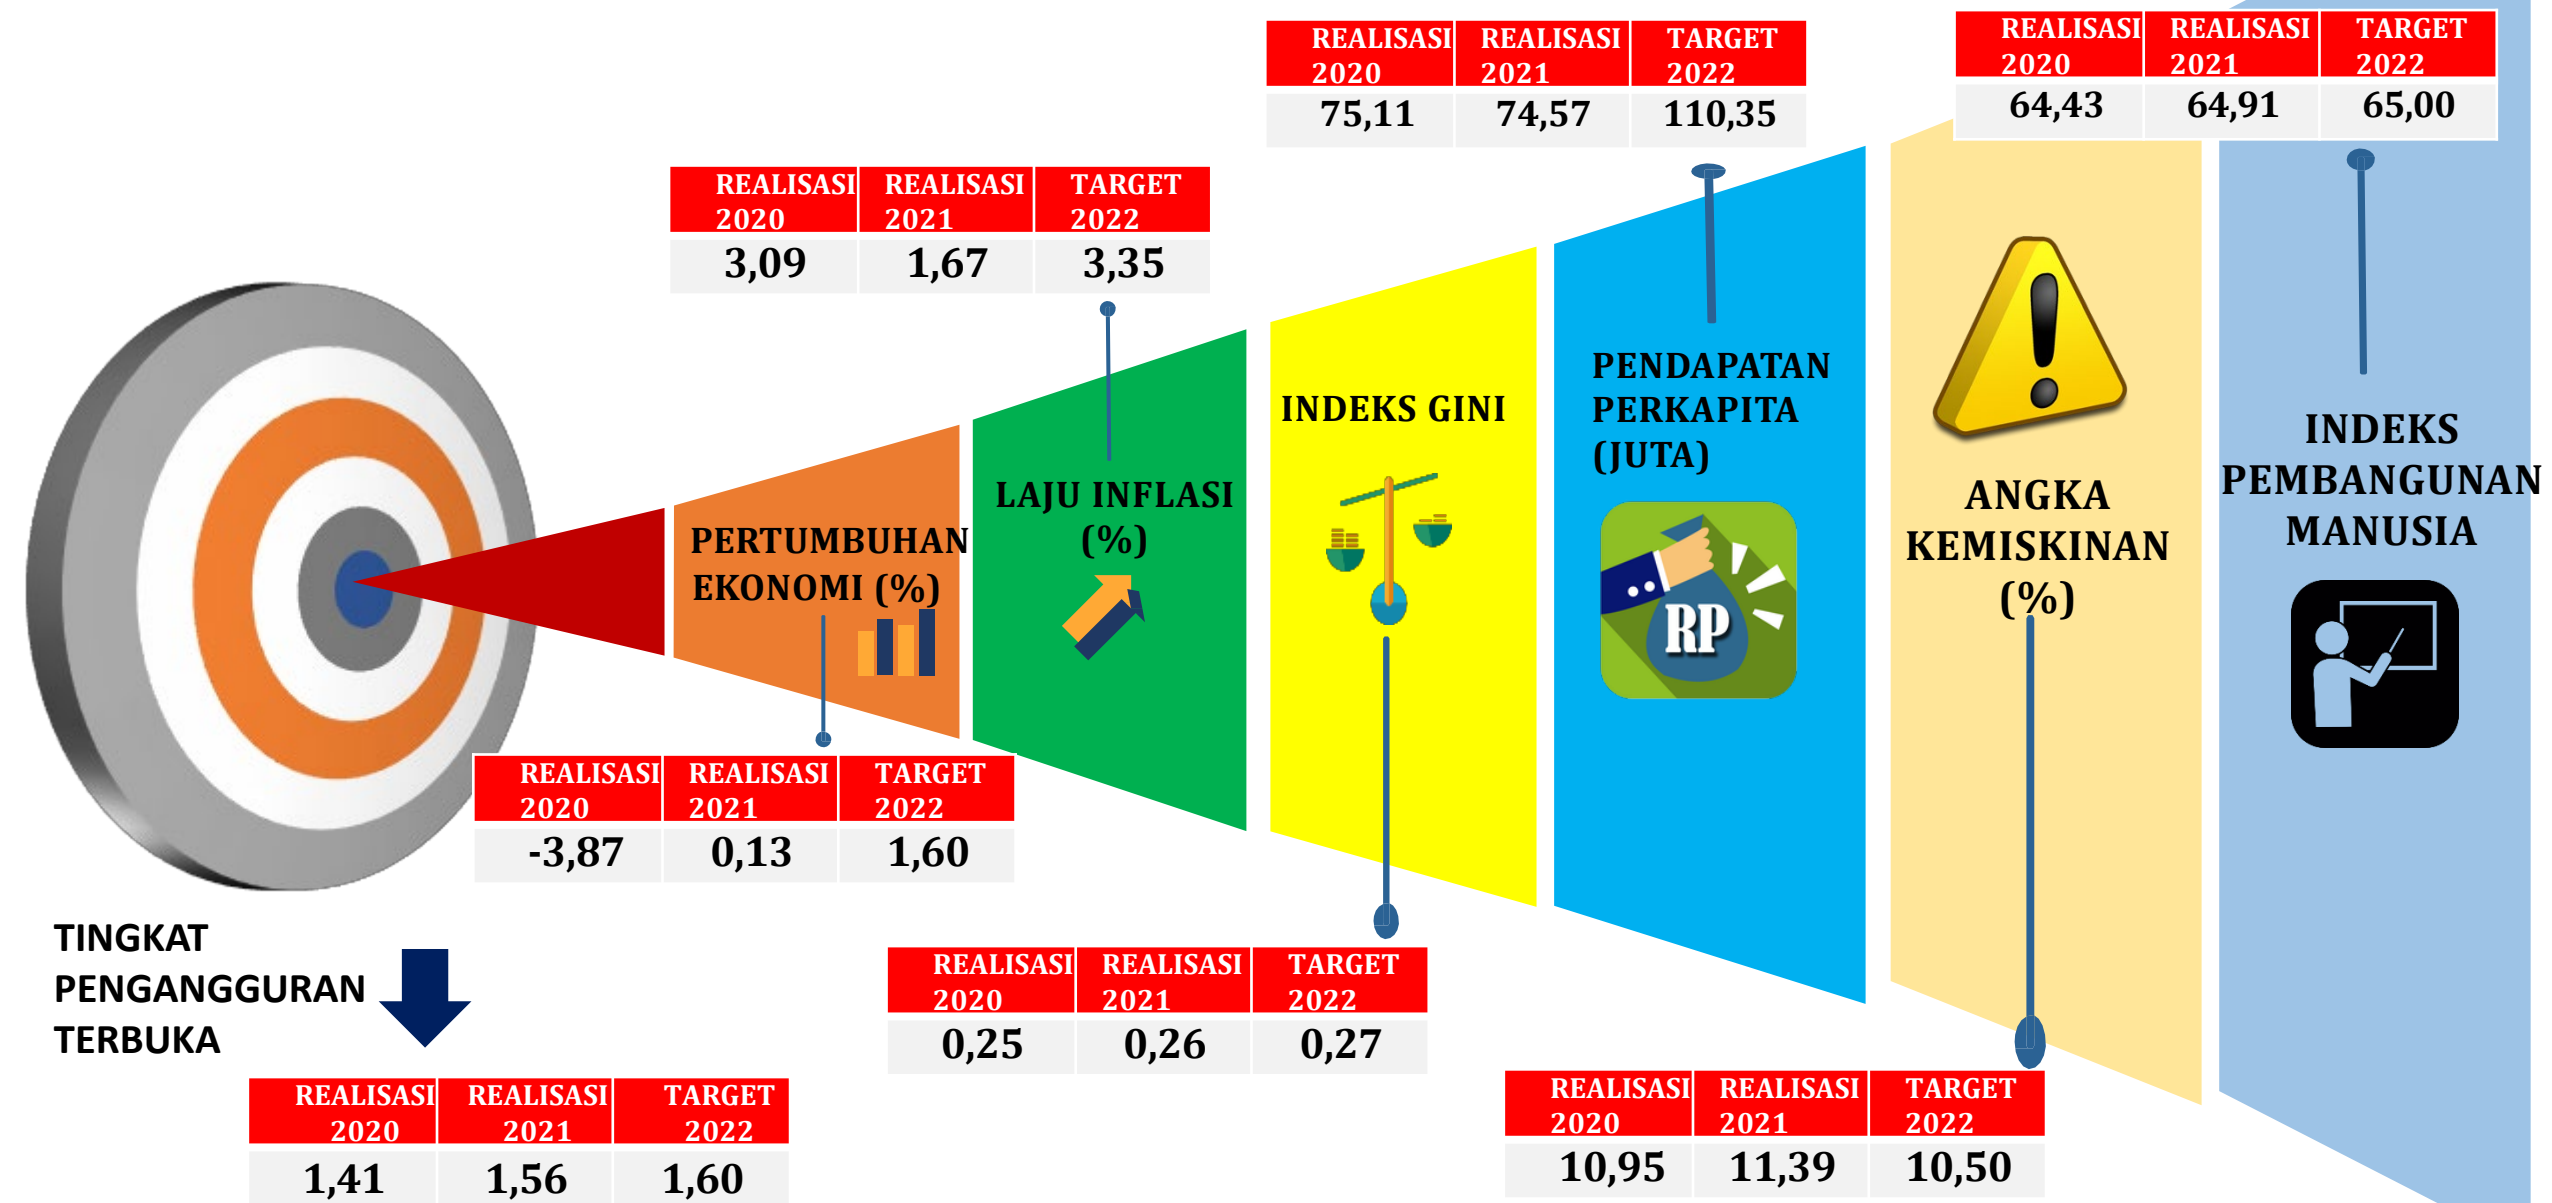 REALISASI 2020 REALISASI 2021 TARGET 2022
75,11 74,57 110,35
REALISASI 2020 REALISASI 2021 TARGET 2022
64,43 64,91 65,00
REALISASI 2020 REALISASI 2021 TARGET 2022
3,09 1,67 3,35
PERTUMBUHAN
EKONOMI (%)
LAJU INFLASI
(%)
INDEKS GINI
PENDAPATAN
PERKAPITA
(JUTA)
RP
ANGKA
KEMISKINAN
(%)
INDEKS
PEMBANGUNAN
MANUSIA
REALISASI 2020 REALISASI 2021 TARGET 2022
-3,87 0,13 1,60
TINGKAT
PENGANGGURAN
TERBUKA
REALISASI 2020 REALISASI 2021 TARGET 2022
0,25 0,26 0,27
REALISASI 2020 REALISASI 2021 TARGET 2022
1,41 1,56 1,60
REALISASI 2020 REALISASI 2021 TARGET 2022
10,95 11,39 10,50